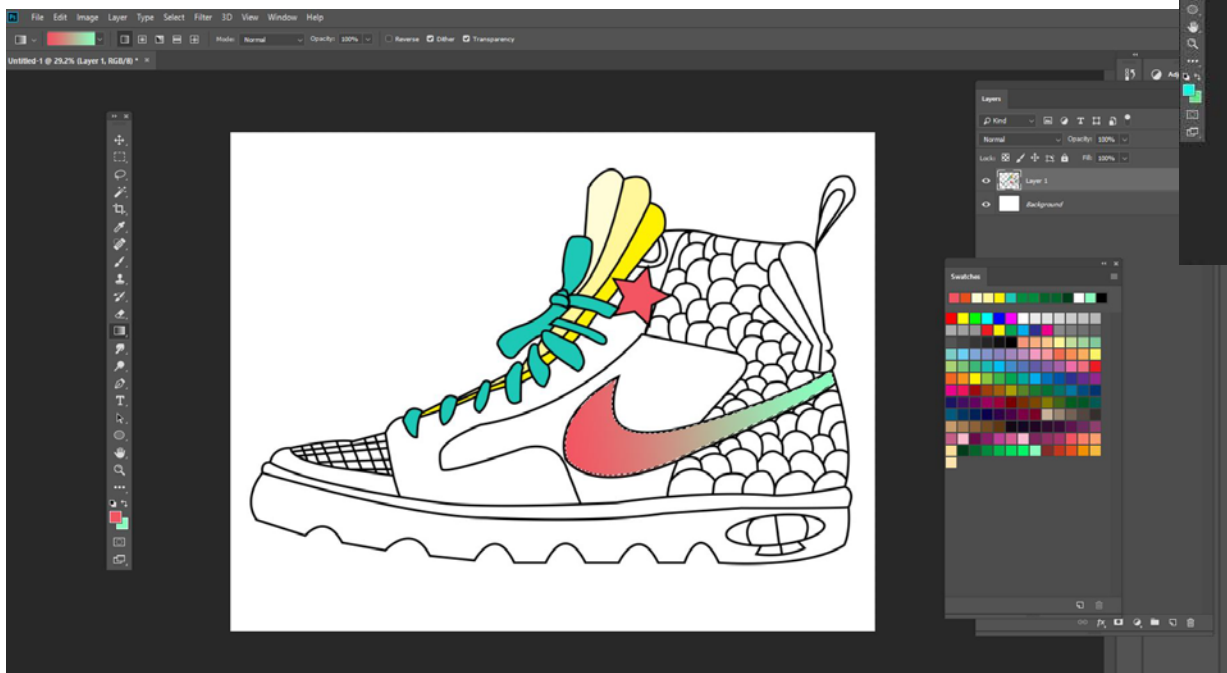 Ps File Edit Image Layer Type Select Filter 3D View Window Help
Mode: Normal Opacity: 100% Reverse Dither Transparency
Untitled-1 @ 29.2% (Layer 1, RGB/8) * ×
Layers
Kind
Normal Opacity: 100%
Lock: Fill: 100%
Layer 1
Background
Swatches